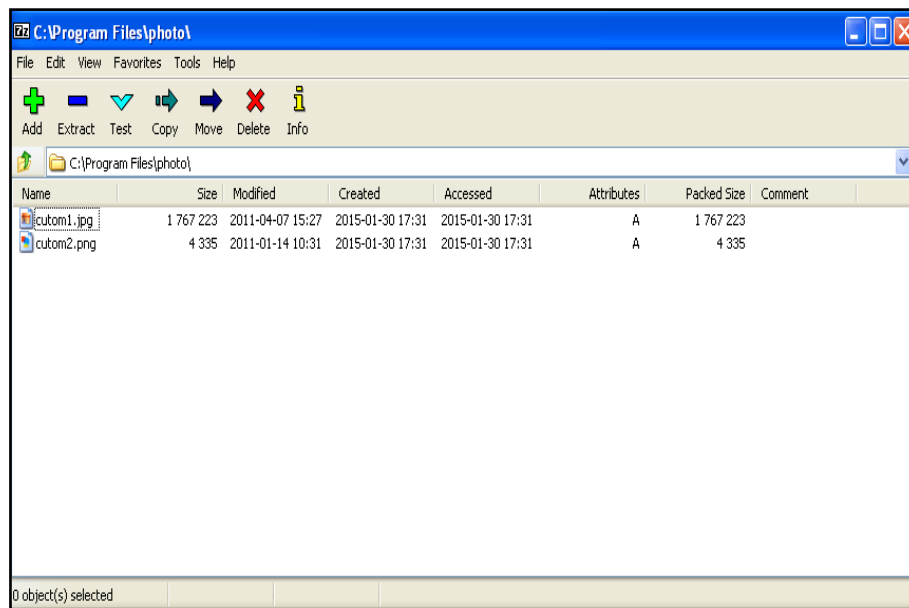 7z C:\Program Files\photo\
File Edit View Favorites Tools Help
Add Extract Test Copy Move Delete Info
C:\Program Files\photo\
Name Size Modified Created Accessed Attributes Packed Size Comment
cutom1.jpg 1 767 223 2011-04-07 15:27 2015-01-30 17:31 2015-01-30 17:31 A 1 767 223
cutom2.png 4 335 2011-01-14 10:31 2015-01-30 17:31 2015-01-30 17:31 A 4 335
0 object(s) selected